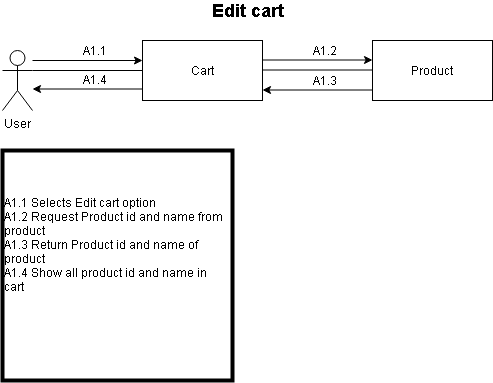 Edit cart
A1.1
A1.2
Cart
Product
A1.4
A1.3
User
A1.1 Selects Edit cart option
A1.2 Request Product id and name from
product
A1.3 Return Product id and name of
product
A1.4 Show all product id and name in
cart